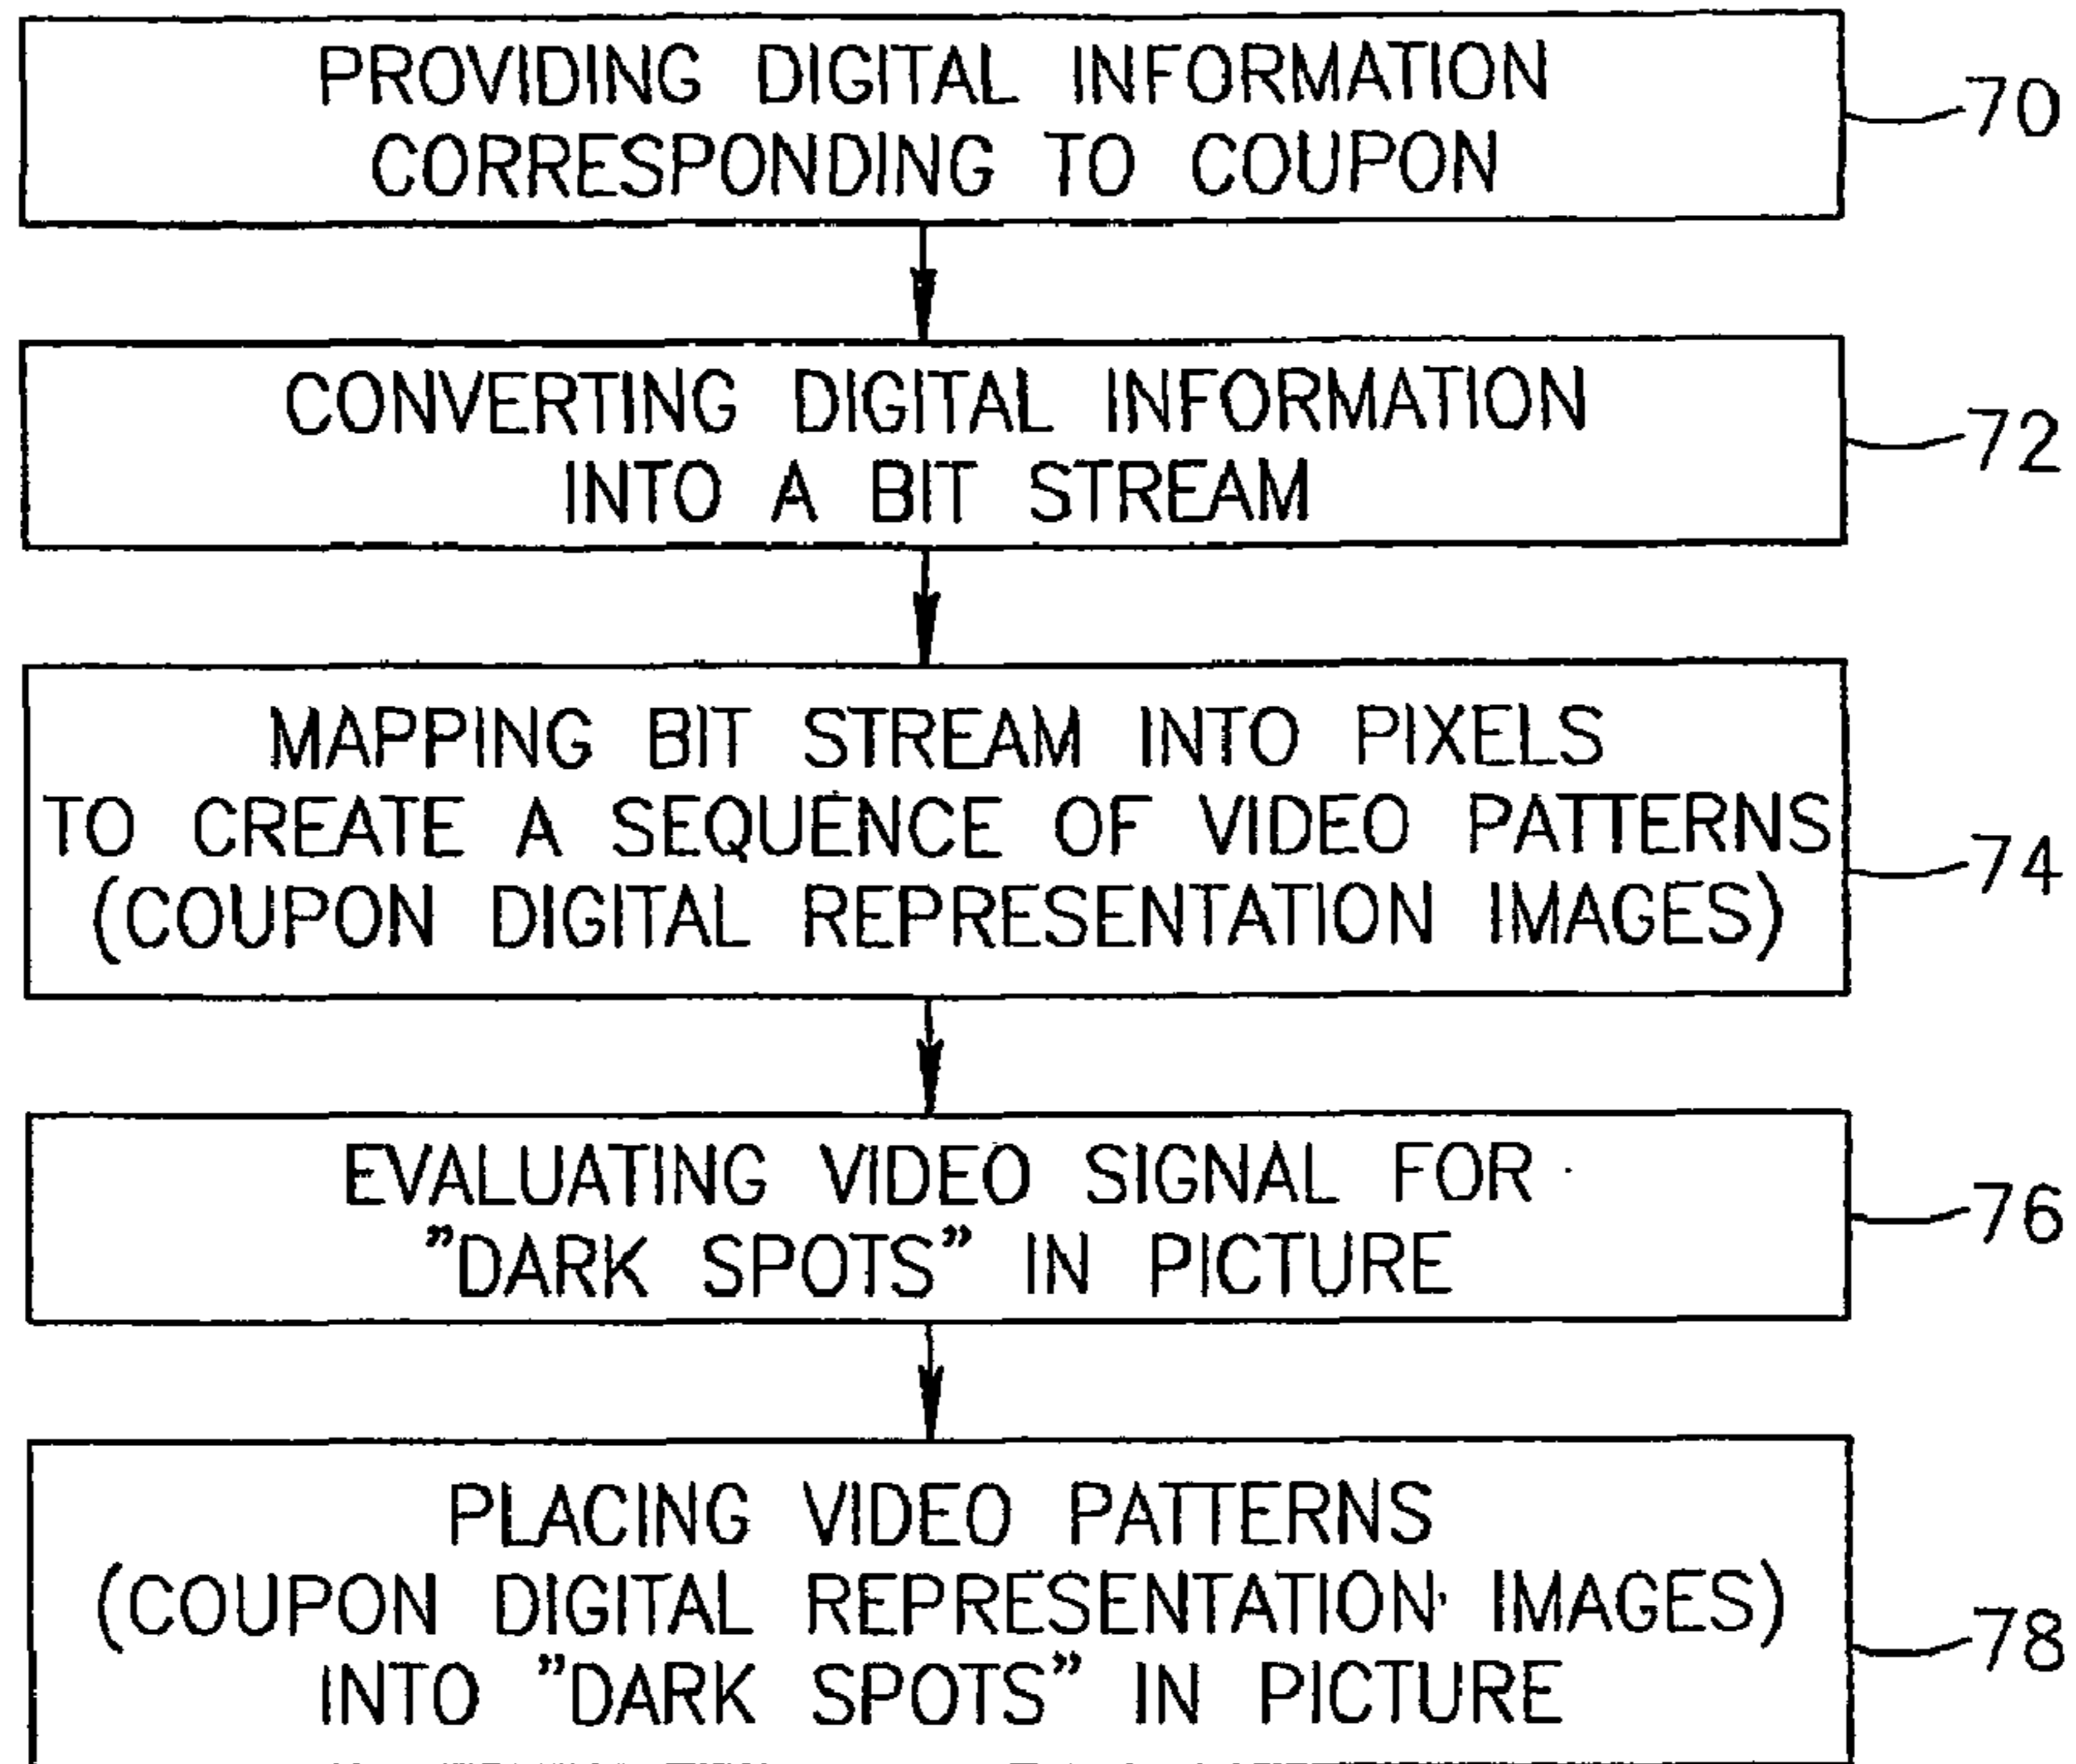 PROVIDING DIGITAL INFORMATION
CORRESPONDING TO COUPON
70
CONVERTING DIGITAL INFORMATION
INTO A BIT STREAM
72
MAPPING BIT STREAM INTO PIXELS
TO CREATE A SEQUENCE OF VIDEO PATTERNS
(COUPON DIGITAL REPRESENTATION IMAGES)
74
EVALUATING VIDEO SIGNAL FOR
"DARK SPOTS" IN PICTURE
76
PLACING VIDEO PATTERNS
(COUPON DIGITAL REPRESENTATION IMAGES)
INTO "DARK SPOTS" IN PICTURE
78